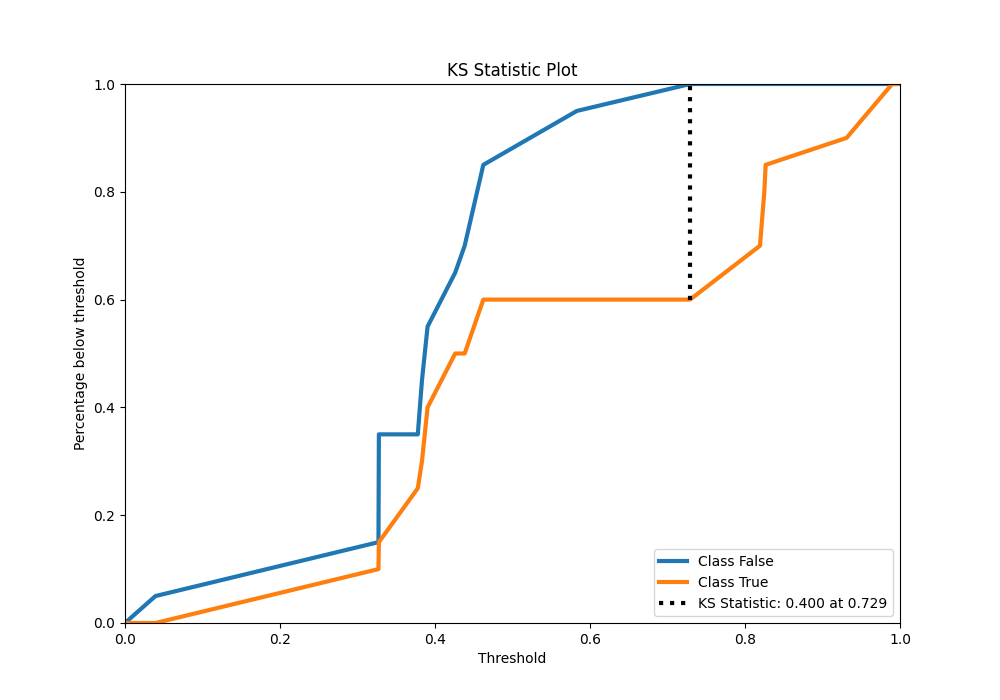 KS Statistic Plot
Percentage below threshold
1.0
0.8
0.6
0.4
0.2
0.0
0.0 0.2 0.4 0.6 0.8 1.0
Threshold
Class False
Class True
KS Statistic: 0.400 at 0.729